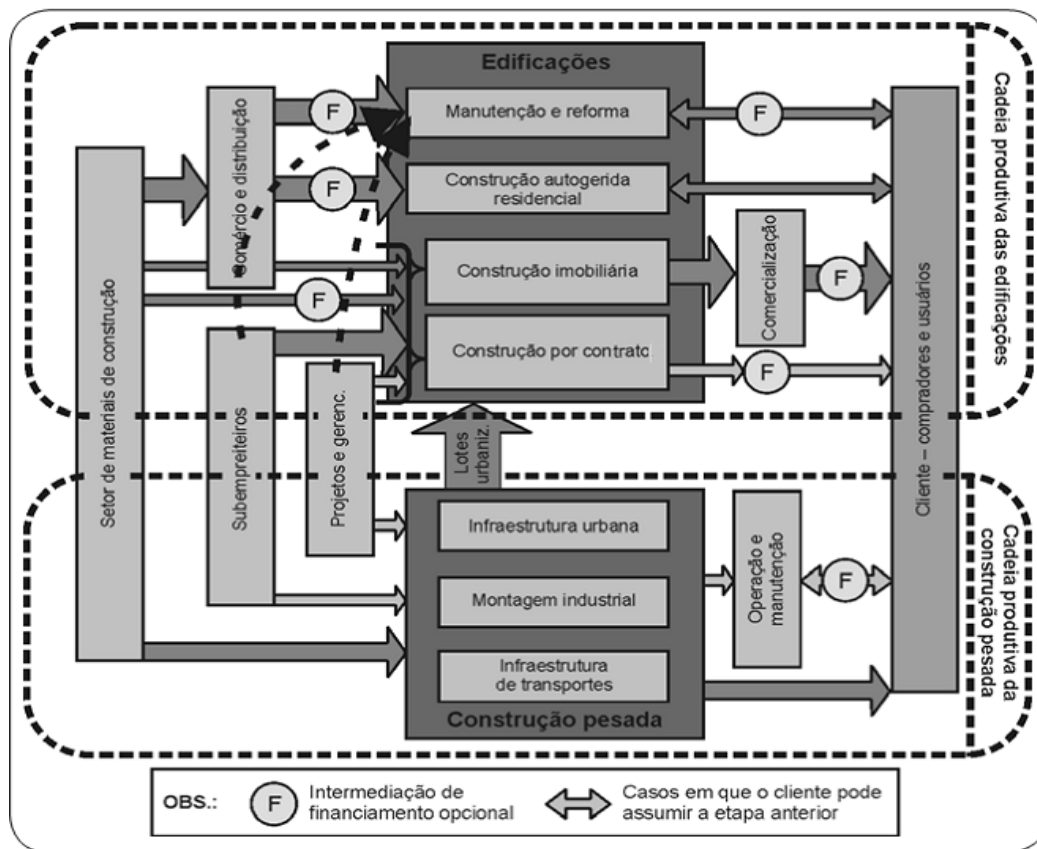 Edificações
Manutenção e reforma
Construção autogerida
residencial
Construção imobiliária
Construção por contrato
Comércio e distribuição
Setor de materiais de construção
Subempreiteiros
Projetos e gerenc.
F
F
F
F
F
F
Comercialização
Cliente – compradores e usuários
Cadeia produtiva das edificações
Lotes
urbaniz.
Infraestrutura urbana
Montagem industrial
Infraestrutura
de transportes
Construção pesada
Operação e
manutenção
F
Cadeia produtiva da
construção pesada
OBS.:
F
Intermediação de
financiamento opcional
Casos em que o cliente pode
assumir a etapa anterior